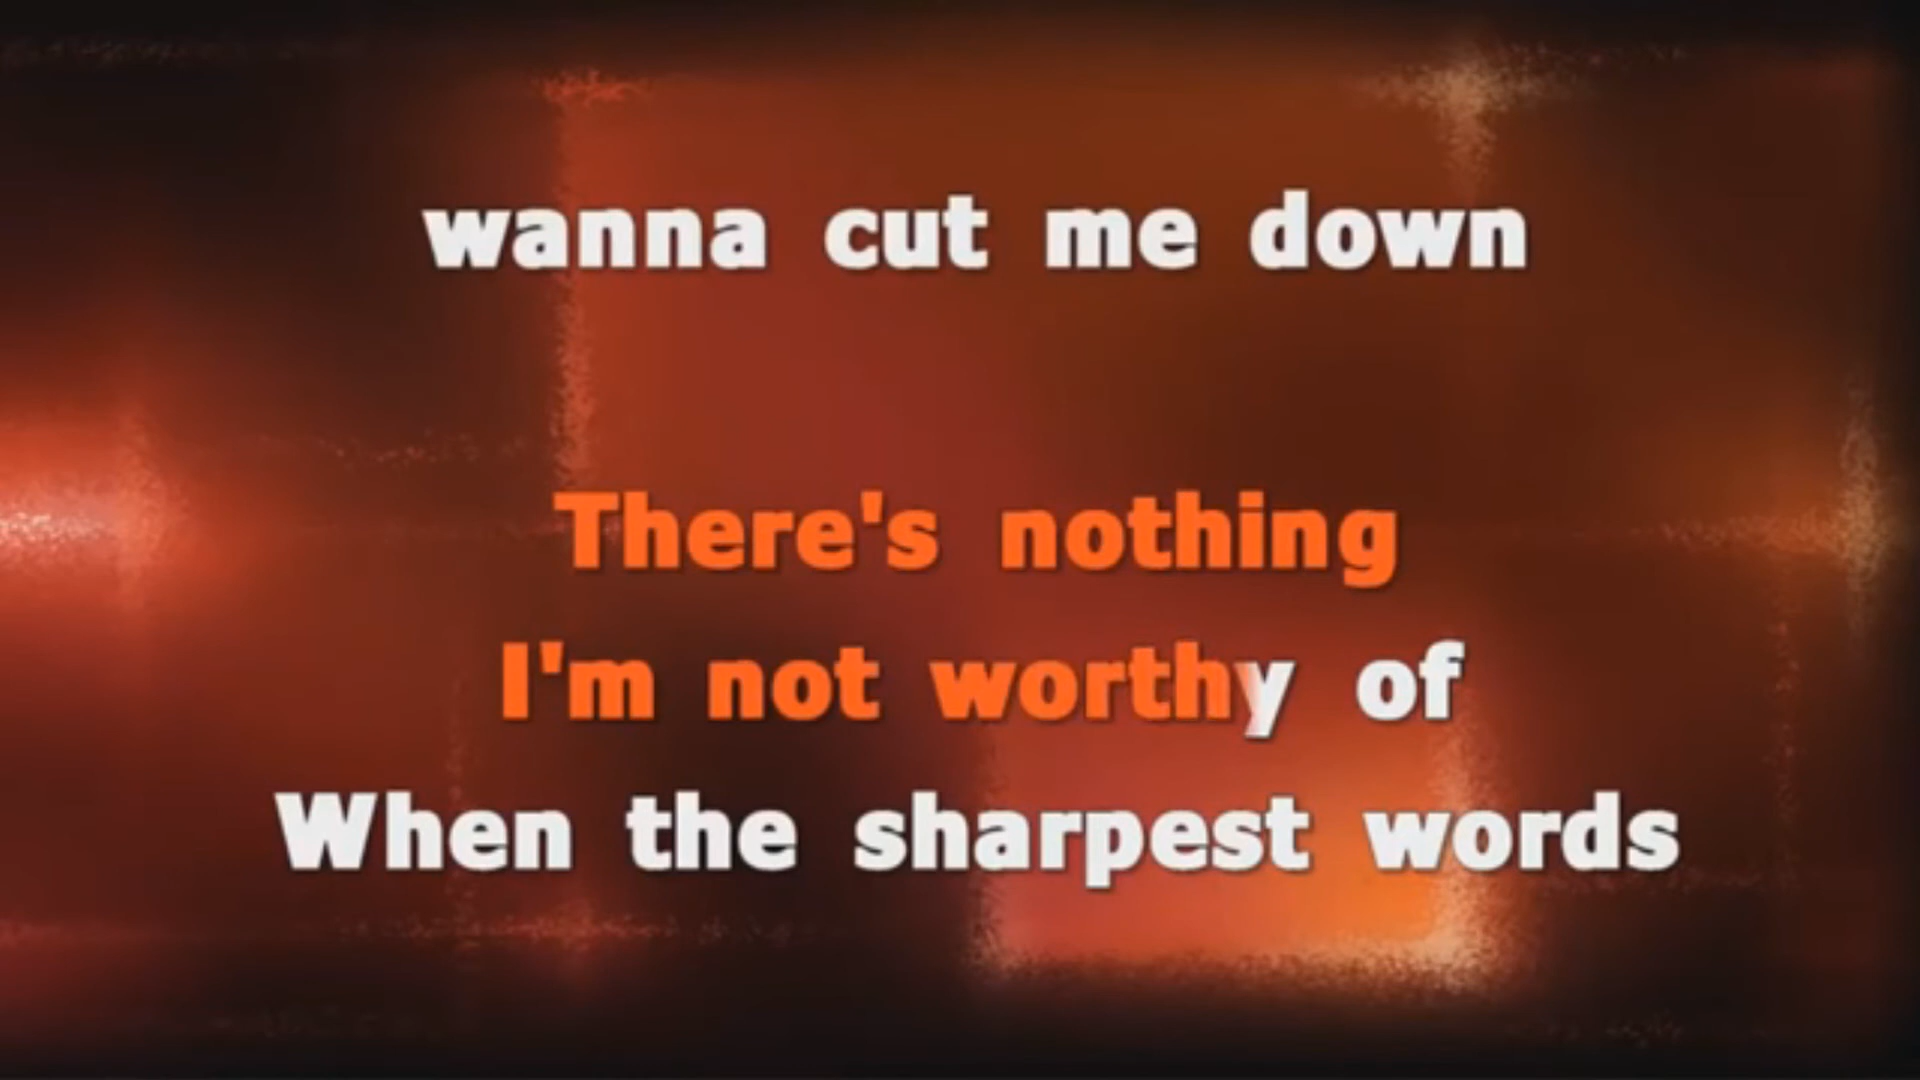 wanna cut me down
There's nothing
I'm not worthy of
When the sharpest words